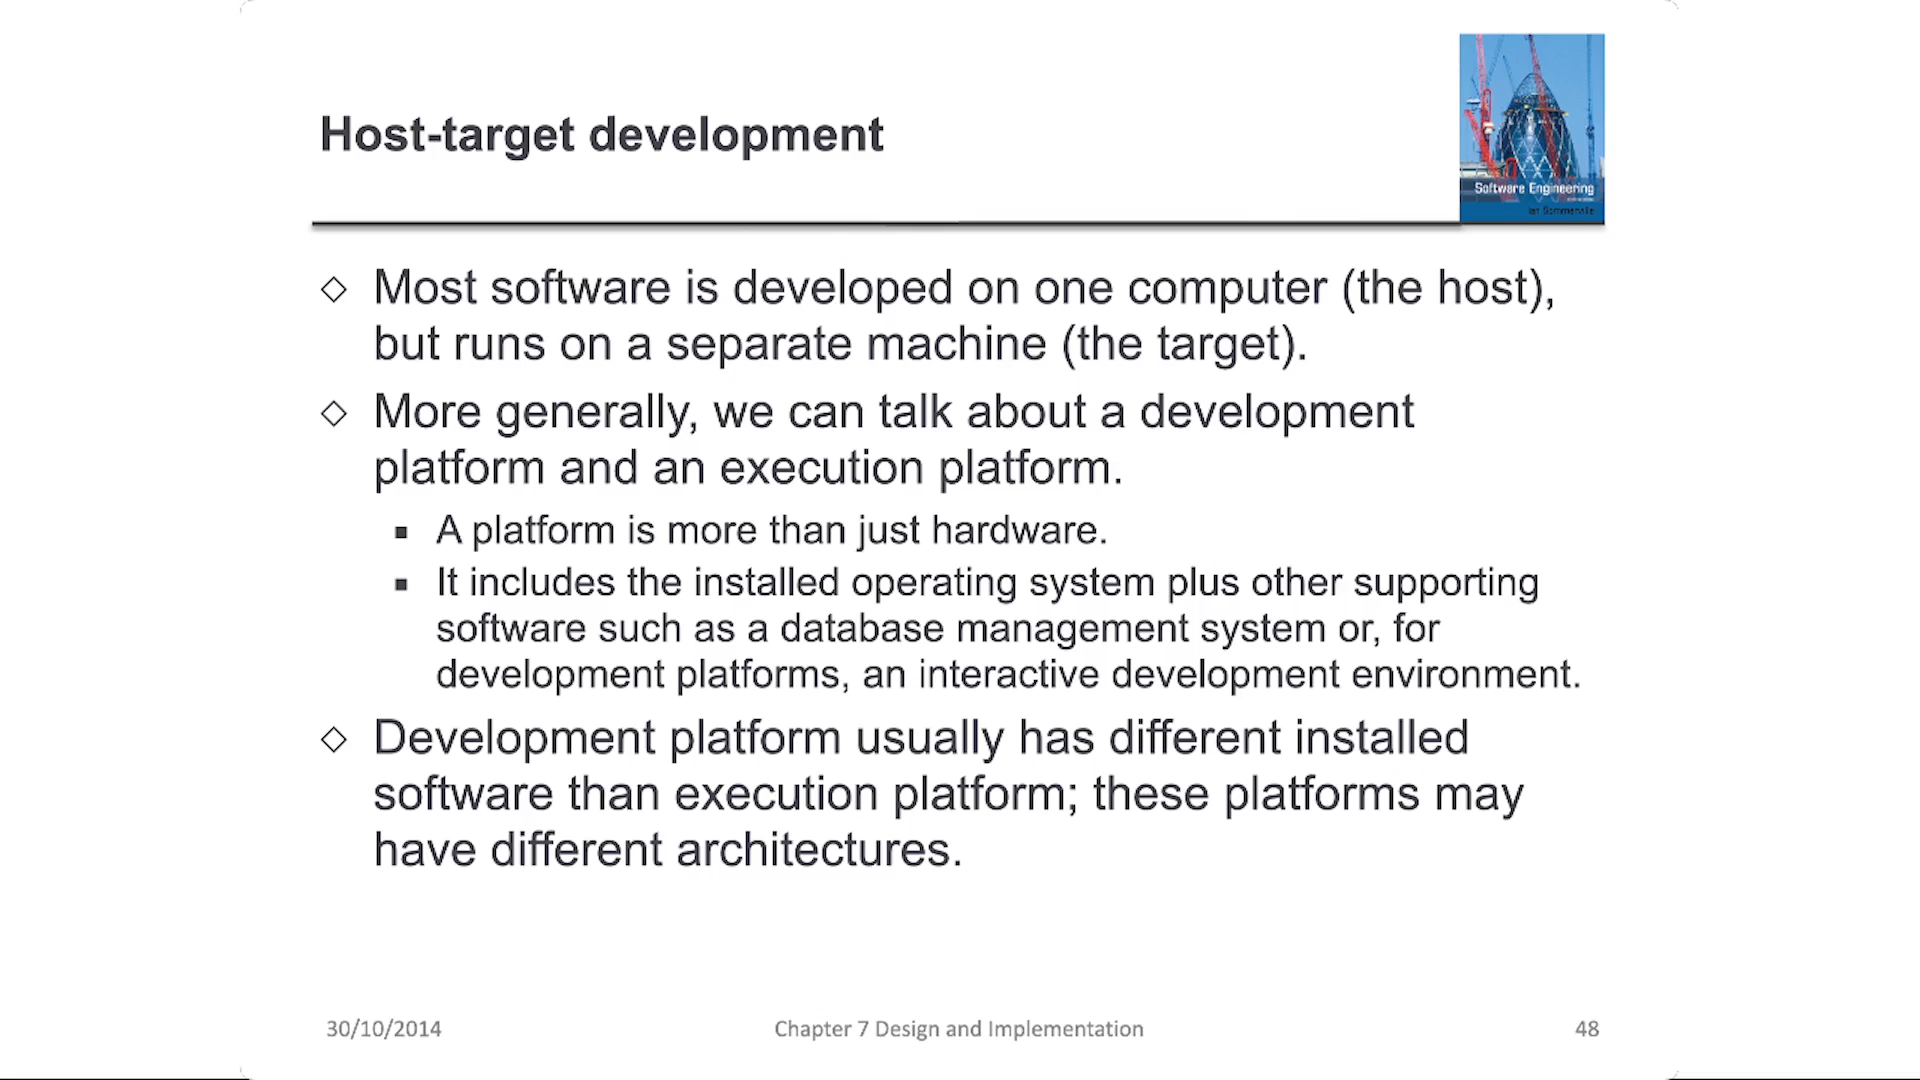 Host-target development
Software Engineering
Ian Sommerville
◇ Most software is developed on one computer (the host),
but runs on a separate machine (the target).
◇ More generally, we can talk about a development
platform and an execution platform.
▪ A platform is more than just hardware.
▪ It includes the installed operating system plus other supporting
software such as a database management system or, for
development platforms, an interactive development environment.
◇ Development platform usually has different installed
software than execution platform; these platforms may
have different architectures.
30/10/2014
Chapter 7 Design and Implementation
48